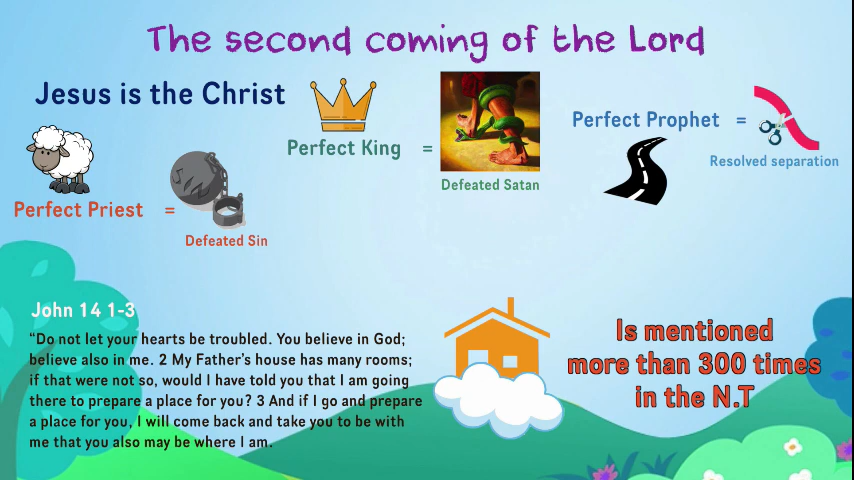 The second coming of the Lord
Jesus is the Christ
Perfect Priest =
Defeated Sin
Perfect King =
Defeated Satan
Perfect Prophet =
Resolved separation
John 14 1-3
“Do not let your hearts be troubled. You believe in God;
believe also in me. 2 My Father’s house has many rooms;
if that were not so, would I have told you that I am going
there to prepare a place for you? 3 And if I go and prepare
a place for you, I will come back and take you to be with
me that you also may be where I am.
Is mentioned
more than 300 times
in the N.T